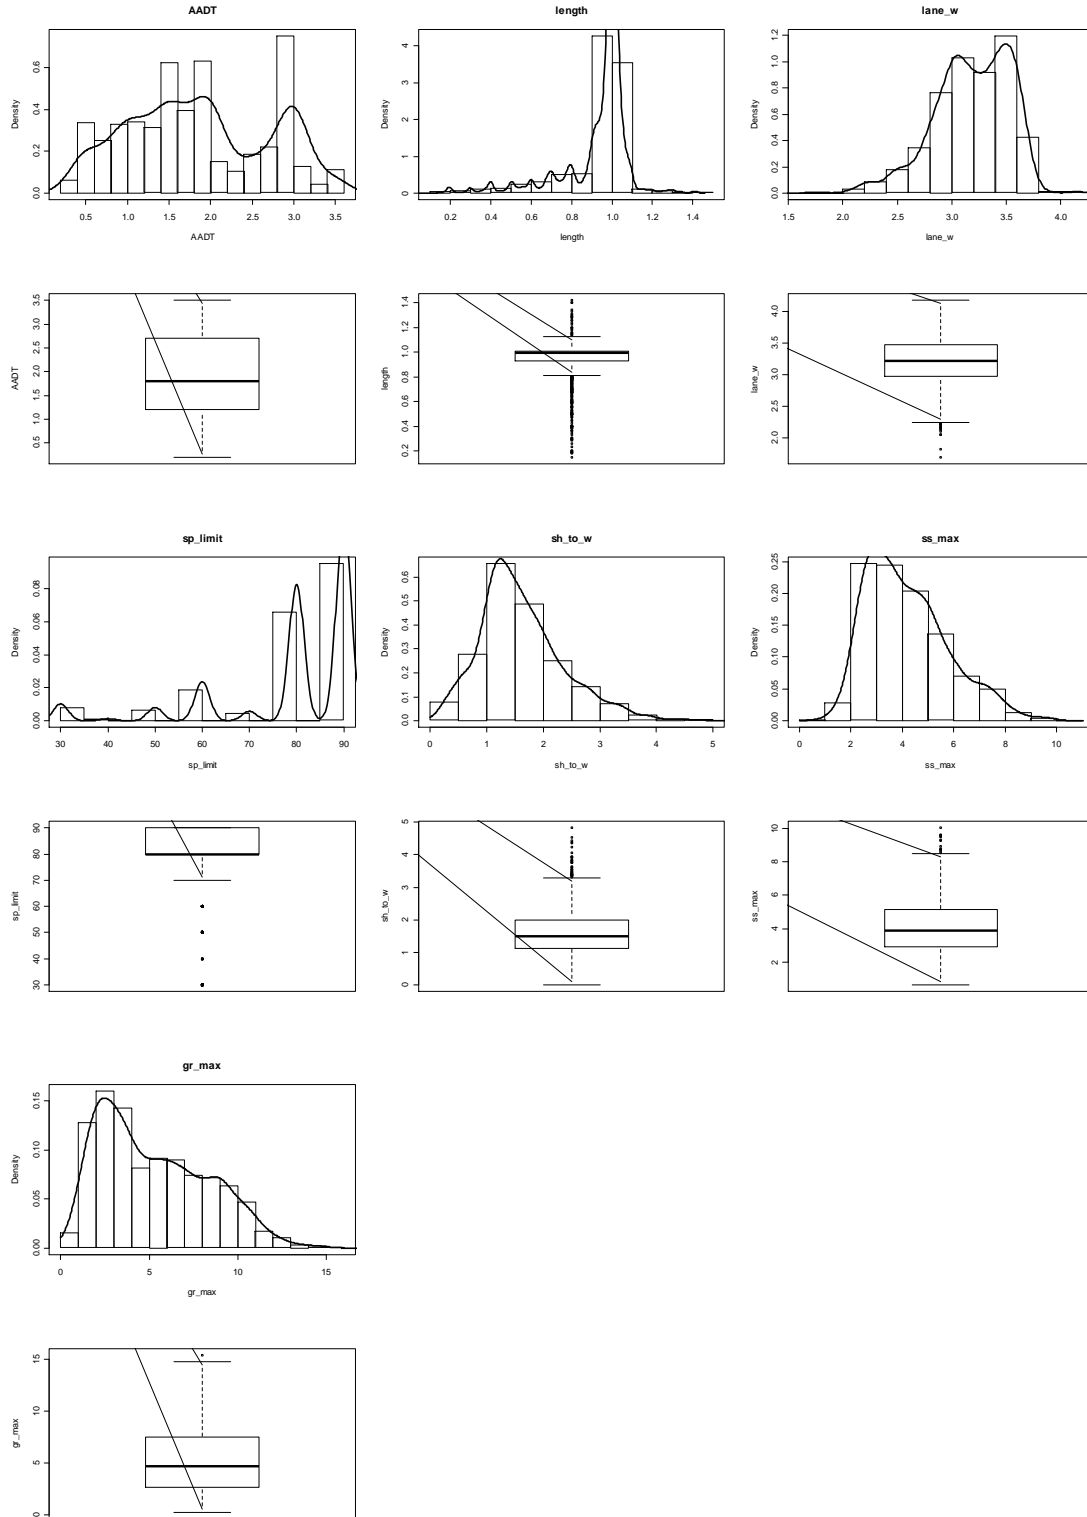 AADT
length
lane_w
Density
0.0 0.2 0.4 0.6
0.5 1.0 1.5 2.0 2.5 3.0 3.5
AADT
Density
0 1 2 3 4
0.2 0.4 0.6 0.8 1.0 1.2 1.4
length
Density
0.0 0.2 0.4 0.6 0.8 1.0 1.2
1.5 2.0 2.5 3.0 3.5 4.0
lane_w
AADT
0.5 1.0 1.5 2.0 2.5 3.0 3.5
length
0.2 0.4 0.6 0.8 1.0 1.2 1.4
lane_w
2.0 2.5 3.0 3.5 4.0
sp_limit
sh_to_w
ss_max
Density
0.00 0.02 0.04 0.08
30 40 50 60 70 80 90
sp_limit
Density
0.0 0.1 0.2 0.3 0.4 0.5 0.6
0 1 2 3 4 5
sh_to_w
Density
0.00 0.05 0.10 0.15 0.20 0.25
0 2 4 6 8 10
ss_max
sp_limit
30 40 50 60 70 80 90
sh_to_w
0 1 2 3 4 5
ss_max
2 4 6 8 10
gr_max
Density
0.00 0.05 0.10 0.15
0 5 10 15
gr_max
gr_max
0 5 10 15